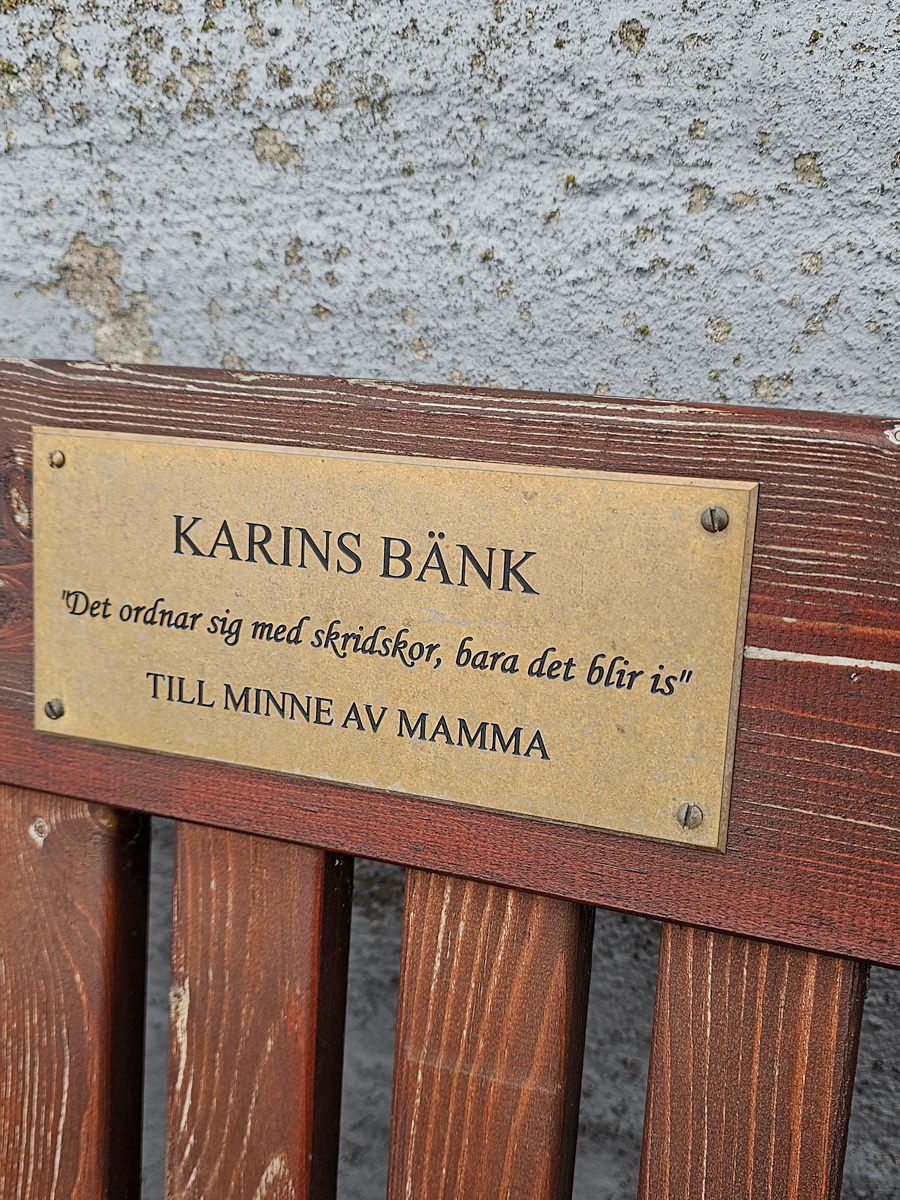 KARINS BÄNK
"Det ordnar sig med skridskor, bara det blir is"
TILL MINNE AV MAMMA